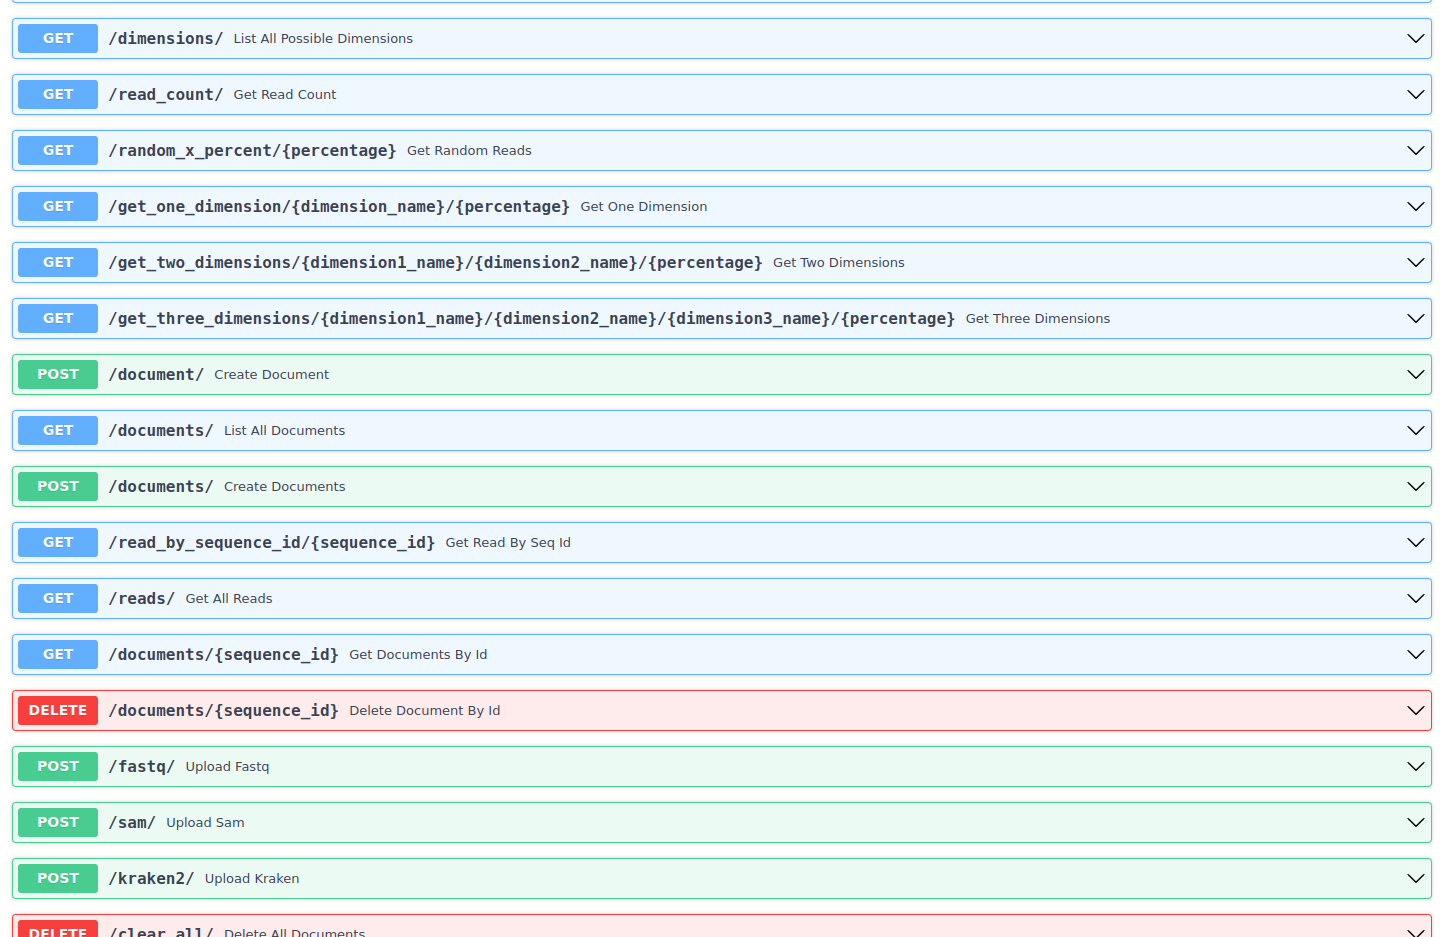 GET /dimensions/ List All Possible Dimensions
GET /read_count/ Get Read Count
GET /random_x_percent/{percentage} Get Random Reads
GET /get_one_dimension/{dimension_name}/{percentage} Get One Dimension
GET /get_two_dimensions/{dimension1_name}/{dimension2_name}/{percentage} Get Two Dimensions
GET /get_three_dimensions/{dimension1_name}/{dimension2_name}/{dimension3_name}/{percentage} Get Three Dimensions
POST /document/ Create Document
GET /documents/ List All Documents
POST /documents/ Create Documents
GET /read_by_sequence_id/{sequence_id} Get Read By Seq Id
GET /reads/ Get All Reads
GET /documents/{sequence_id} Get Documents By Id
DELETE /documents/{sequence_id} Delete Document By Id
POST /fastq/ Upload Fastq
POST /sam/ Upload Sam
POST /kraken2/ Upload Kraken
DELETE /clear_all/ Delete All Documents